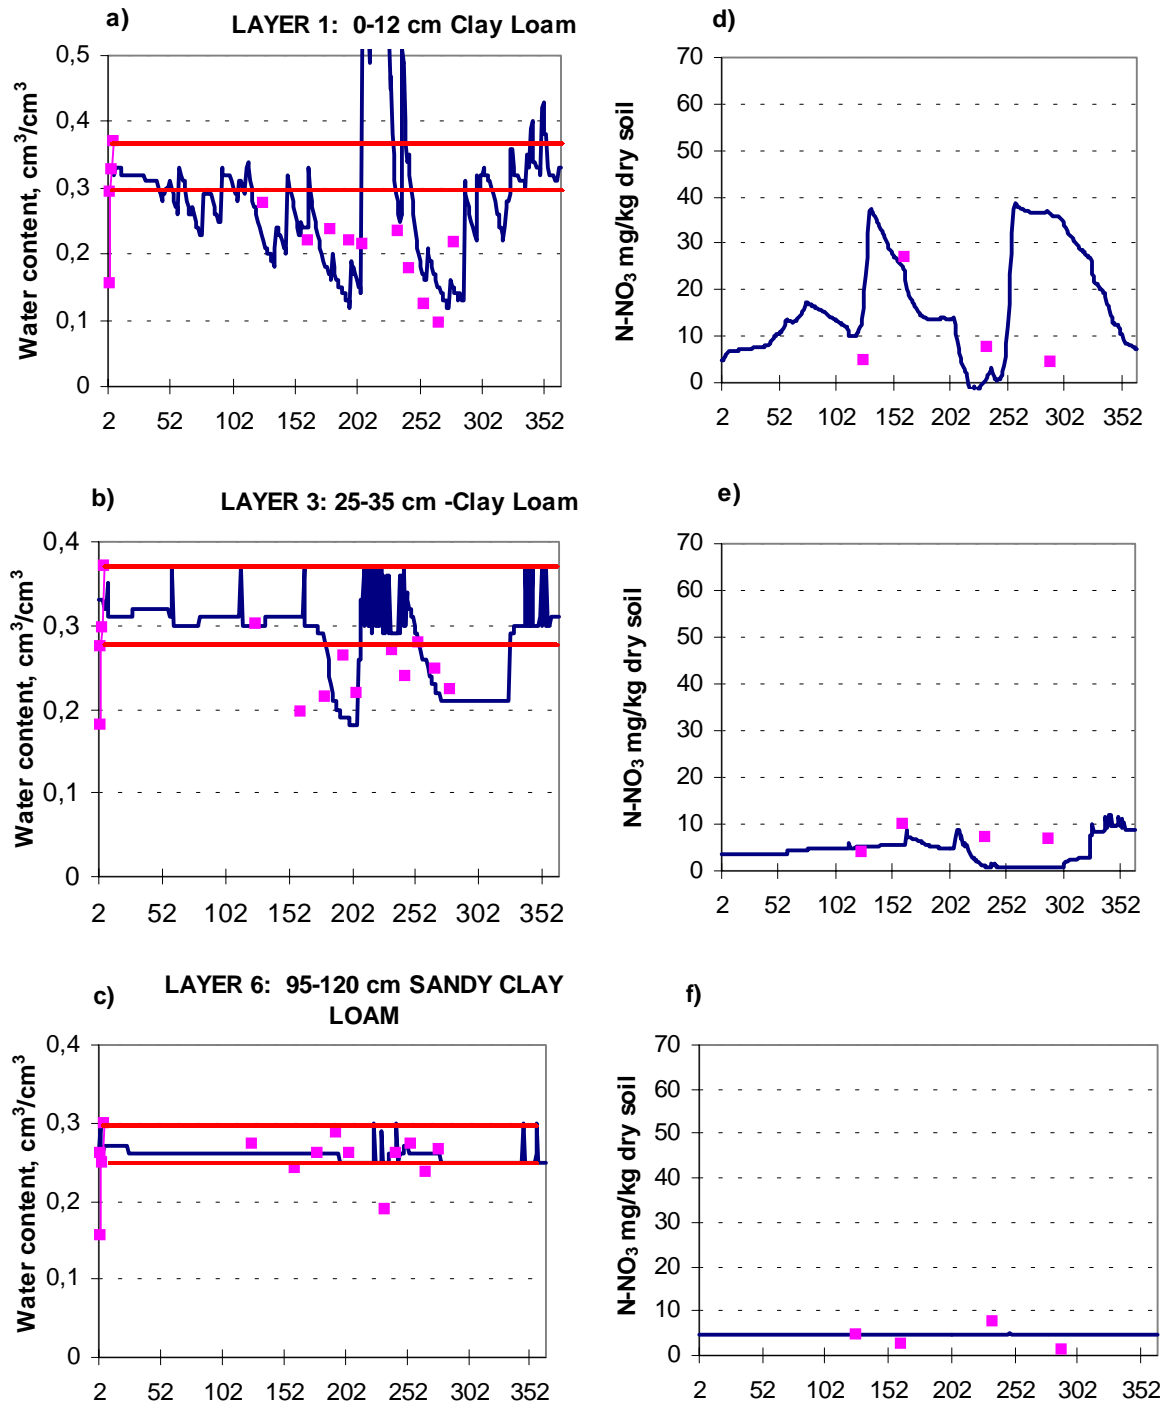 a)
LAYER 1: 0-12 cm Clay Loam
Water content, cm³/cm³
0,5
0,4
0,3
0,2
0,1
0
2 52 102 152 202 252 302 352
d)
N-NO₃ mg/kg dry soil
70
60
50
40
30
20
10
0
2 52 102 152 202 252 302 352
b)
LAYER 3: 25-35 cm -Clay Loam
Water content, cm³/cm³
0,4
0,3
0,2
0,1
0
2 52 102 152 202 252 302 352
e)
N-NO₃ mg/kg dry soil
70
60
50
40
30
20
10
0
2 52 102 152 202 252 302 352
c)
LAYER 6: 95-120 cm SANDY CLAY
LOAM
Water content, cm³/cm³
0,4
0,3
0,2
0,1
0
2 52 102 152 202 252 302 352
f)
N-NO₃ mg/kg dry soil
70
60
50
40
30
20
10
0
2 52 102 152 202 252 302 352